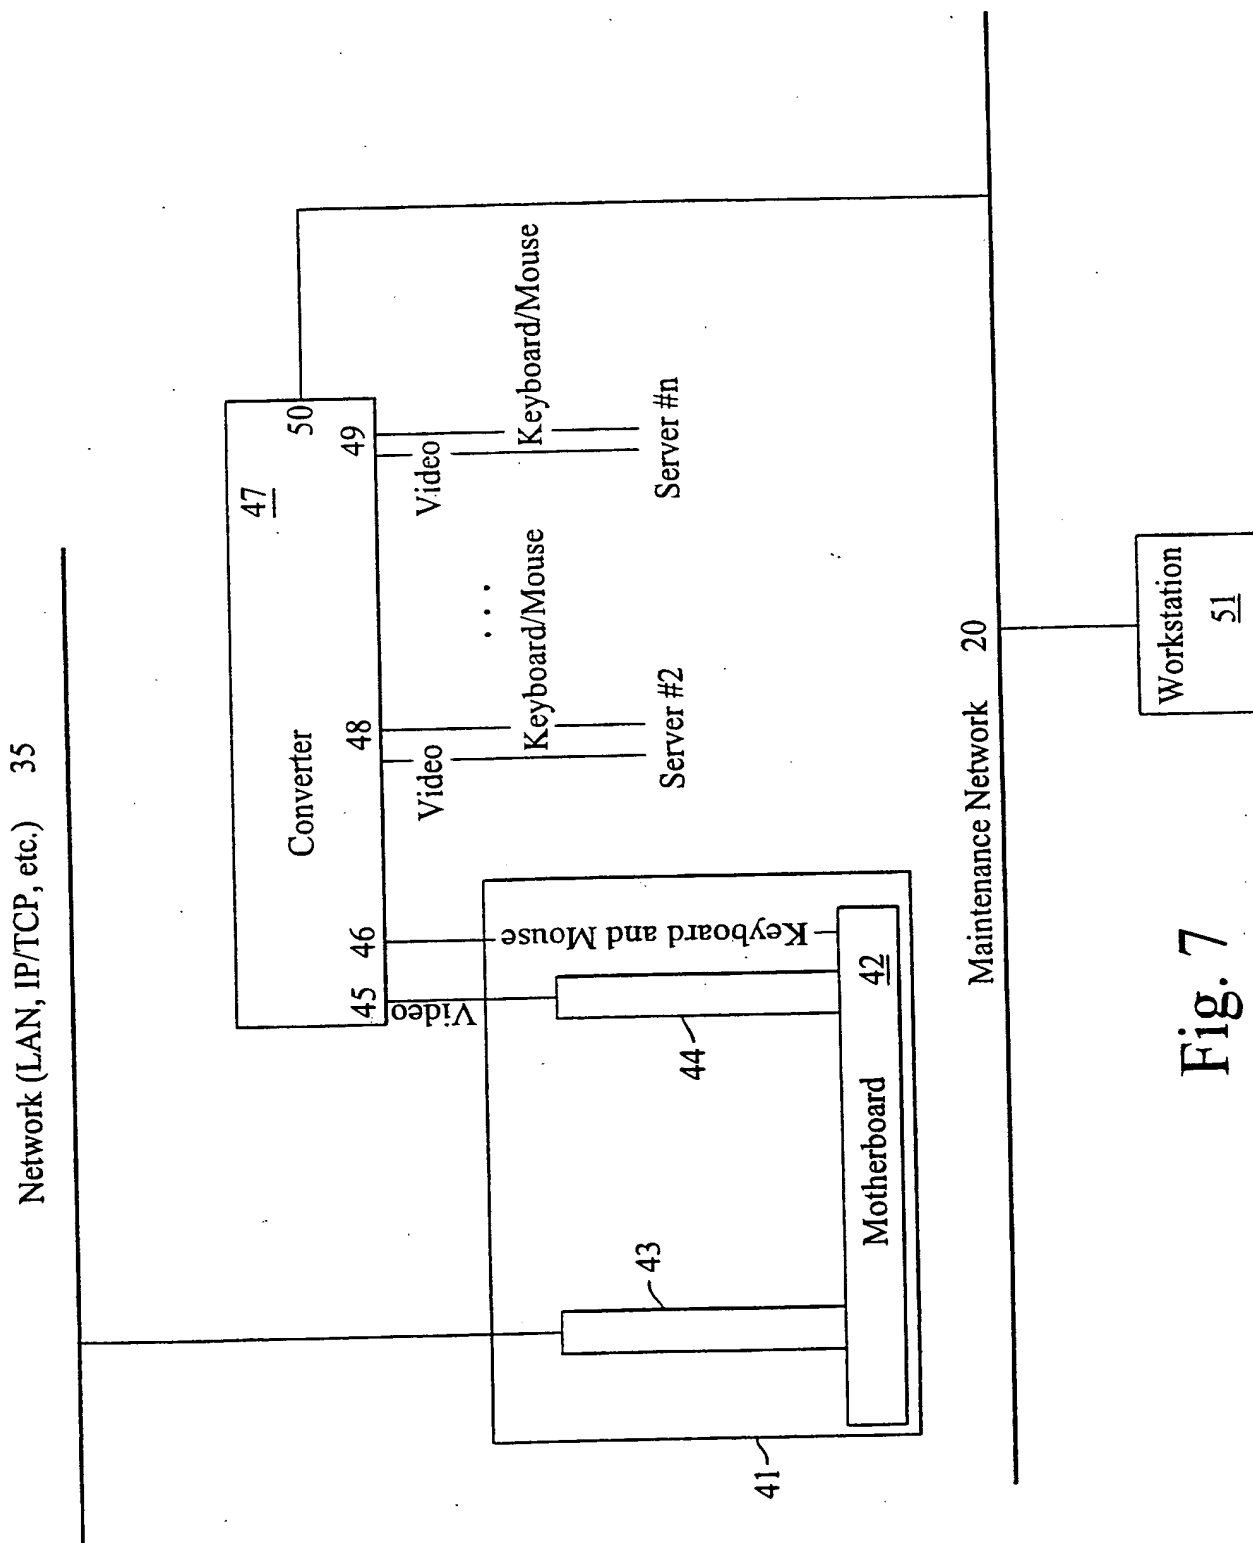 Network (LAN, IP/TCP, etc.) 35
47
Converter
50
45
46
48
49
Video
Keyboard and Mouse
Video
Keyboard/Mouse
Server #2
. . .
Video
Keyboard/Mouse
Server #n
43
44
41
Motherboard
42
Maintenance Network 20
Workstation
51
Fig. 7